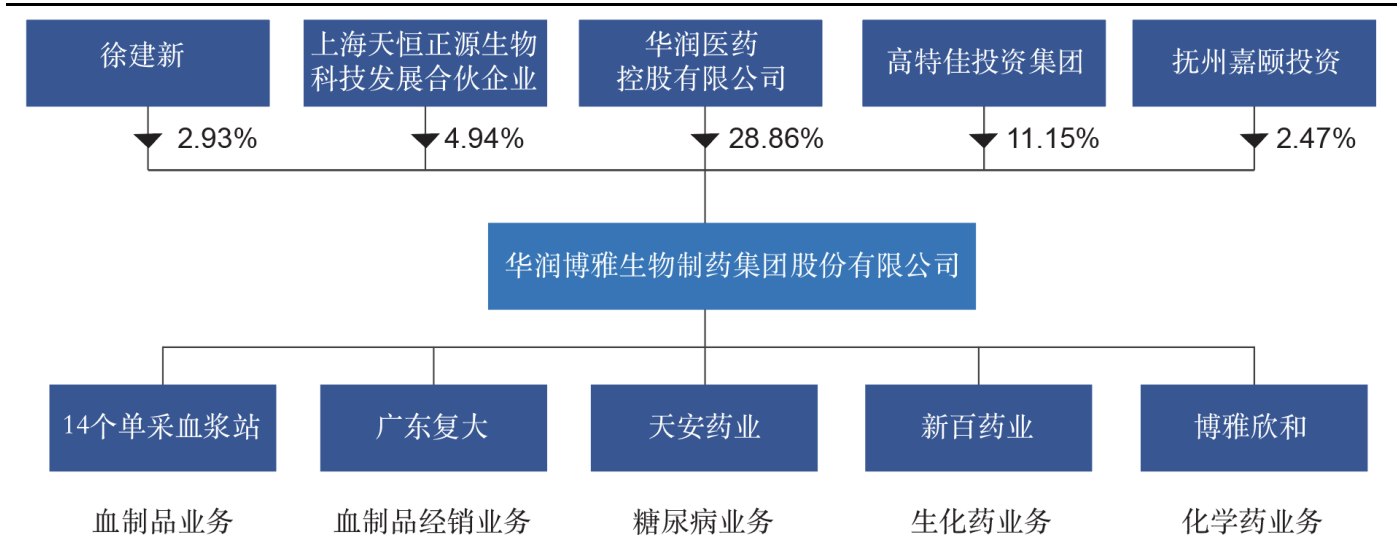 徐建新
上海天恒正源生物
科技发展合伙企业
华润医药
控股有限公司
高特佳投资集团
抚州嘉颐投资
2.93%
4.94%
28.86%
11.15%
2.47%
华润博雅生物制药集团股份有限公司
14个单采血浆站
广东复大
天安药业
新百药业
博雅欣和
血制品业务
血制品经销业务
糖尿病业务
生化药业务
化学药业务